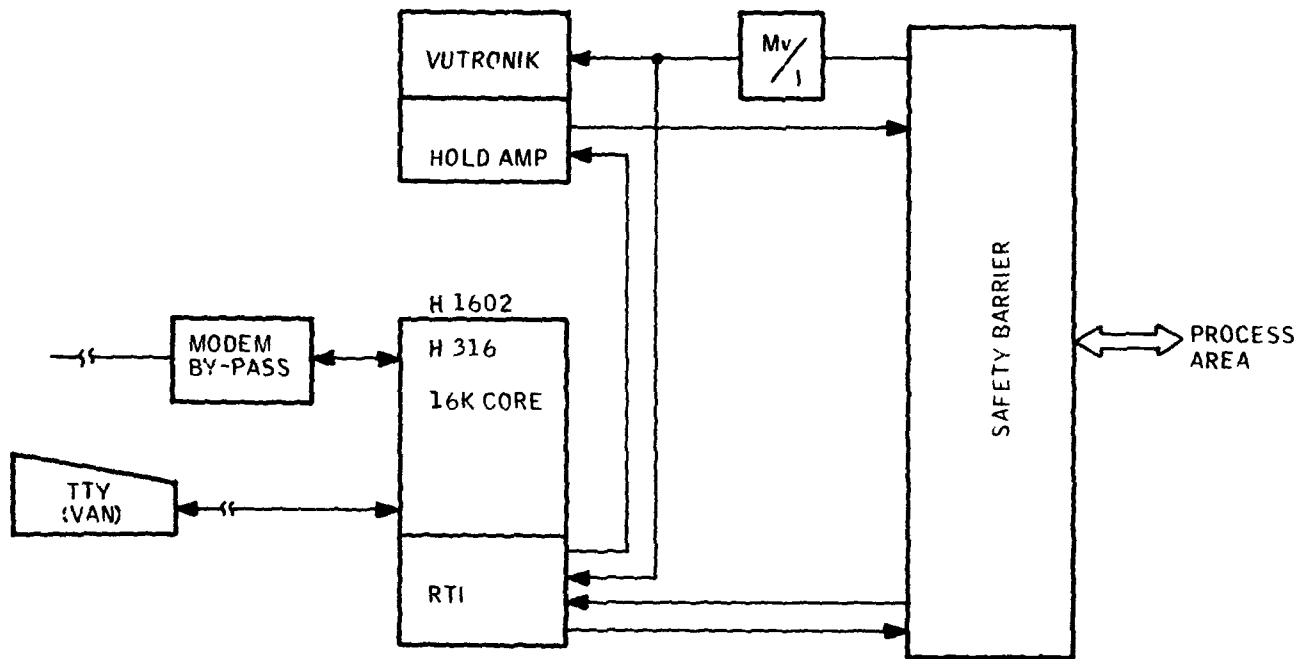 VUTRONIK
HOLD AMP
Mv
/
I
SAFETY BARRIER
PROCESS
AREA
H 1602
H 316
16K CORE
RTI
MODEM
BY-PASS
TTY
(VAN)